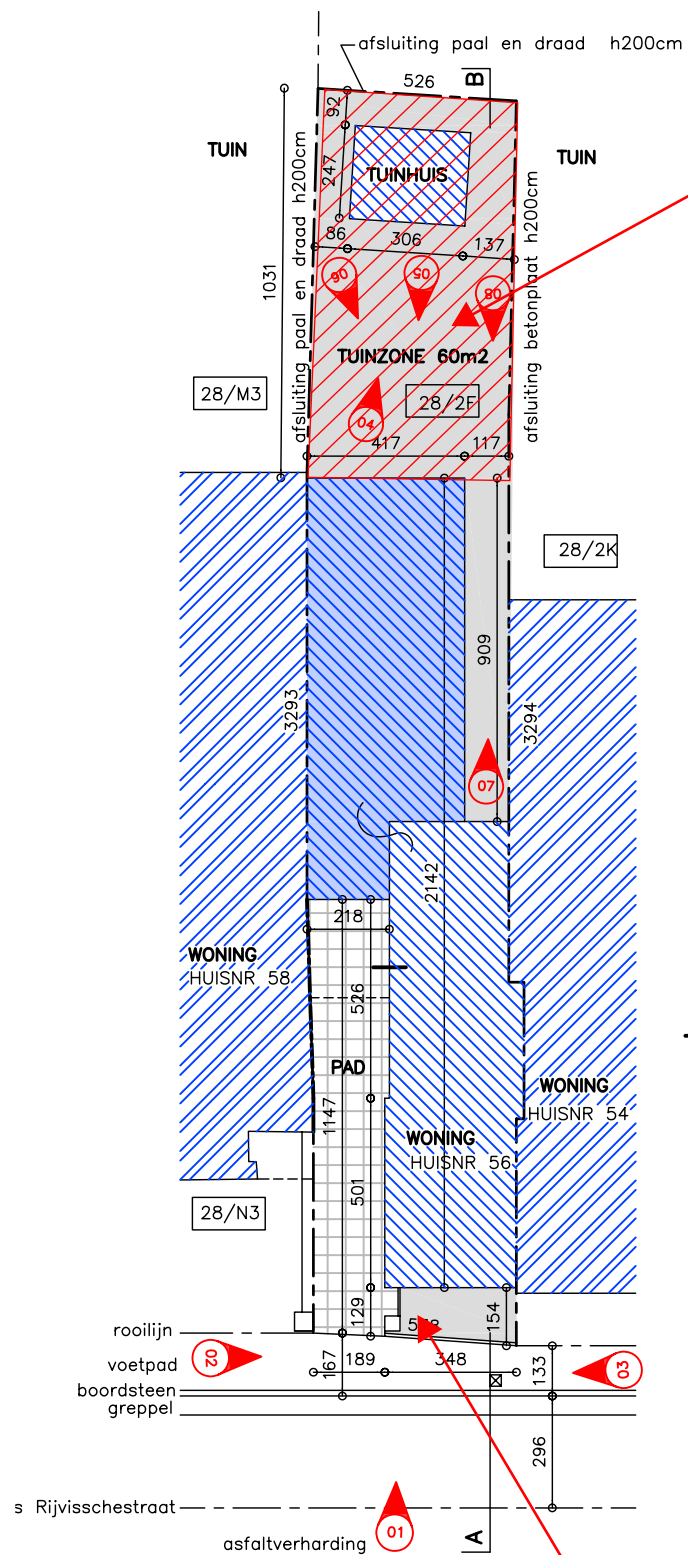 afsluiting paal en draad h200cm
526
B
92
TUIN
TUIN
TUINHUIS
247
afsluiting paal en draad h200cm
afsluiting betonplaat h200cm
86
306
137
06
05
08
1031
TUINZONE 60m2
28/M3
28/2F
04
417
117
28/2K
909
3293
3294
07
2142
218
WONING
HUISNR 58
526
PAD
WONING
HUISNR 54
1147
WONING
HUISNR 56
501
28/N3
129
154
rooilijn
02
voetpad
167
189
348
133
03
boordsteen
greppel
296
s Rijvisschestraat
01
asfaltverharding
A